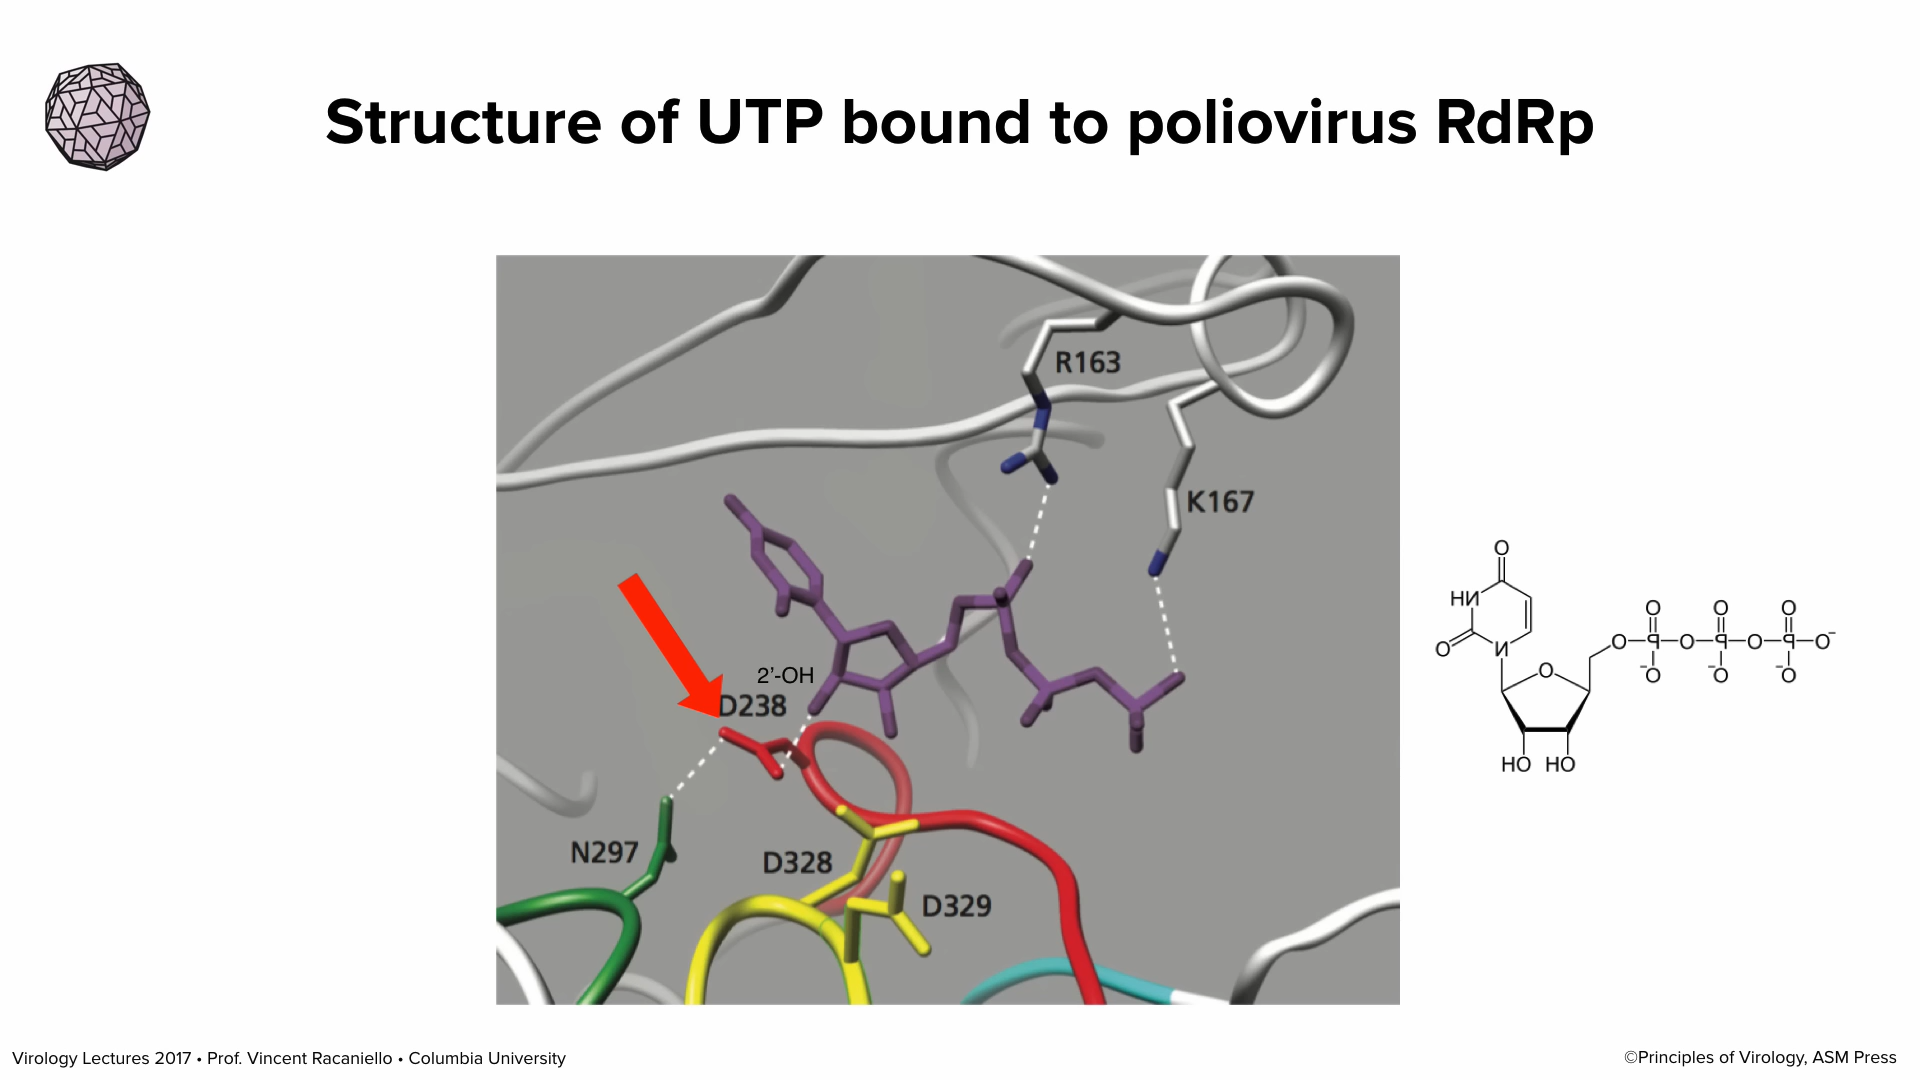 Structure of UTP bound to poliovirus RdRp
R163
K167
2’-OH
D238
N297
D328
D329
O
HN
O
N
O
O
O
O
O
P
O
P
O
P
O⁻
⁻O
⁻O
⁻O
HO HO
Virology Lectures 2017 • Prof. Vincent Racaniello • Columbia University
©Principles of Virology, ASM Press